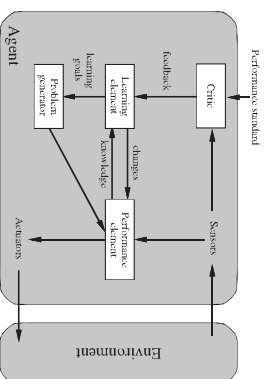 Performance standard
Critic
Sensors
feedback
Learning
element
changes
knowledge
Performance
element
learning
goals
Problem
generator
Actuators
Agent
Environment